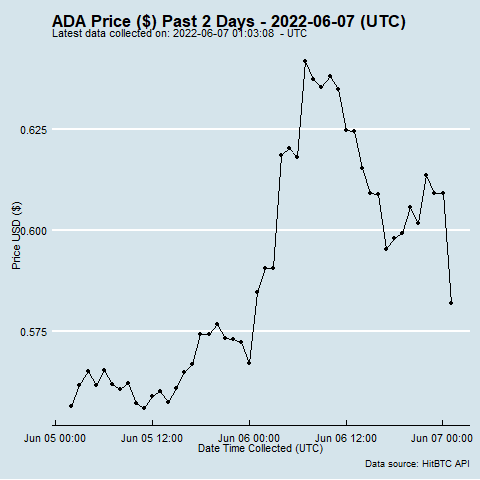 ADA Price ($) Past 2 Days - 2022-06-07 (UTC)
Latest data collected on: 2022-06-07 01:03:08  - UTC
Price USD ($)
0.625
0.600
0.575
Jun 05 00:00 Jun 05 12:00 Jun 06 00:00 Jun 06 12:00 Jun 07 00:00
Date Time Collected (UTC)
Data source: HitBTC API